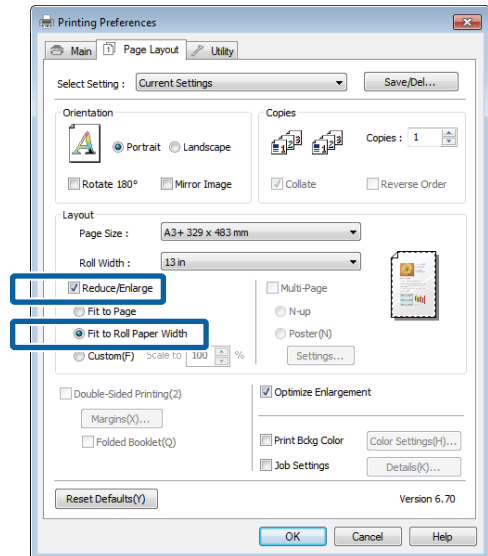 Printing Preferences
Main Page Layout Utility
Select Setting : Current Settings Save/Del...
Orientation Copies
Portrait Landscape Copies : 1
Rotate 180° Mirror Image Collate Reverse Order
Layout
Page Size : A3+ 329 x 483 mm
Roll Width : 13 in
Reduce/Enlarge Multi-Page
Fit to Page N-up
Fit to Roll Paper Width Poster(N)
Custom(F) Scale to 100 % Settings...
Double-Sided Printing(2) Optimize Enlargement
Margins(X)...
Folded Booklet(Q) Print Bckg Color Color Settings(H)...
Job Settings Details(K)...
Reset Defaults(Y) Version 6.70
OK Cancel Help